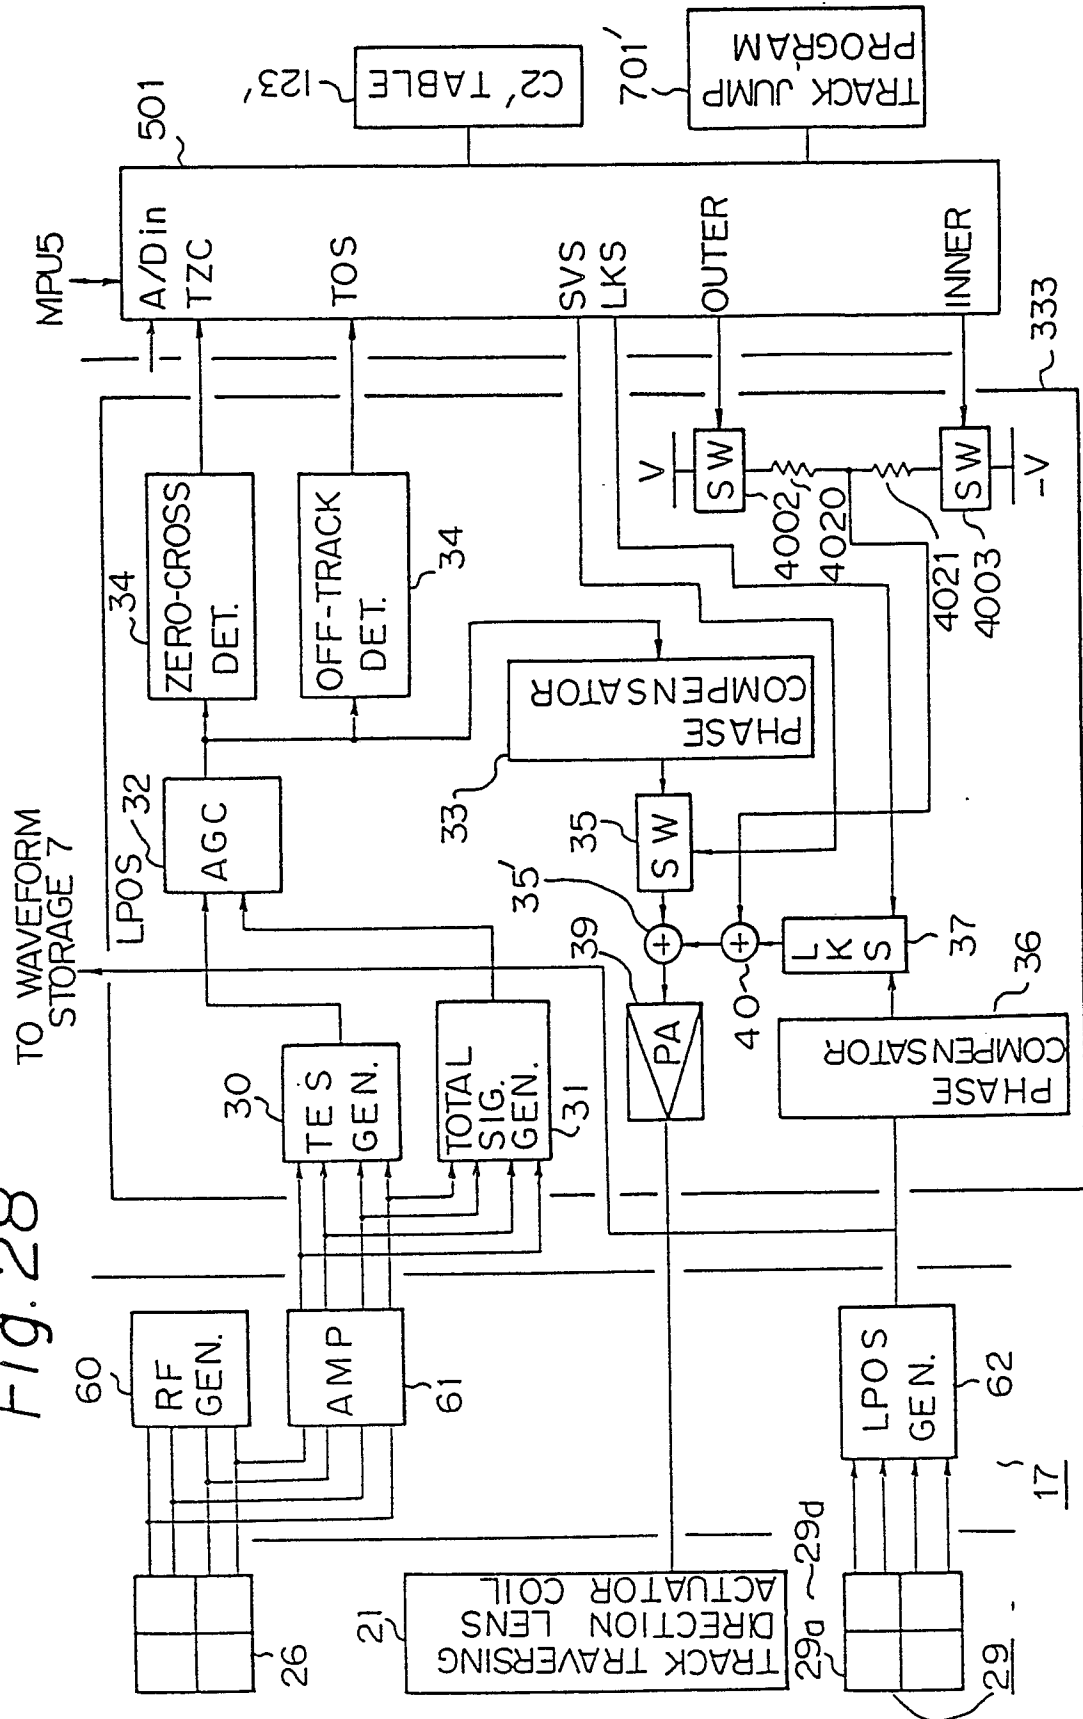 Fig. 28
TO WAVEFORM
STORAGE 7
MPU5
501
A/Din
TZC
TOS
SVS
LKS
OUTER
INNER
C2' TABLE
123'
TRACK JUMP
PROGRAM
701'
333
34
ZERO-CROSS
DET.
OFF-TRACK
DET.
34
LPOS
32
AGC
33
PHASE
COMPENSATOR
V
SW
4002
4020
4021
4003
SW
-V
35
SW
35'
39
PA
40
LKS
37
36
PHASE
COMPENSATOR
30
TES
GEN.
TOTAL
SIG.
GEN.
31
60
RF
GEN.
AMP
61
LPOS
GEN.
62
17
26
21
TRACK TRAVERSING
DIRECTION LENS
ACTUATOR COIL
29a ~ 29d
29